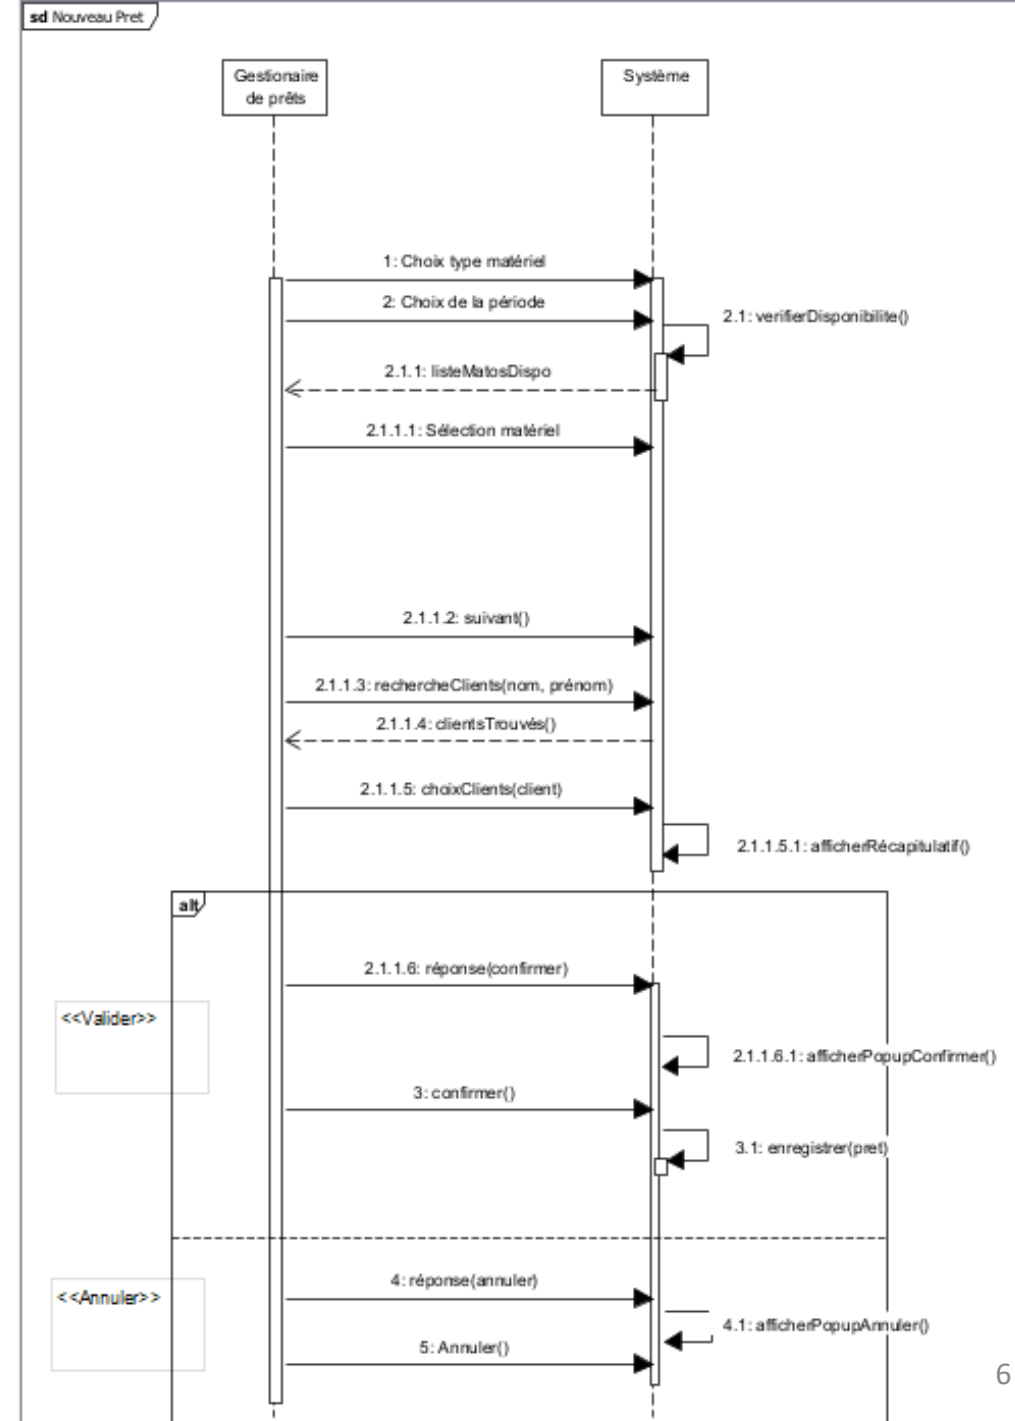 sd Nouveau Pret
Gestionaire
de prêts
Système
1: Choix type matériel
2: Choix de la période
2.1: verifierDisponibilite()
2.1.1: listeMatosDispo
2.1.1.1: Sélection matériel
2.1.1.2: suivant()
2.1.1.3: rechercheClients(nom, prénom)
2.1.1.4: clientsTrouvés()
2.1.1.5: choixClients(client)
2.1.1.5.1: afficherRécapitulatif()
alt
2.1.1.6: réponse(confirmer)
<<Valider>>
2.1.1.6.1: afficherPopupConfirmer()
3: confirmer()
3.1: enregistrer(pret)
4: réponse(annuler)
<<Annuler>>
4.1: afficherPopupAnnuler()
5: Annuler()
6